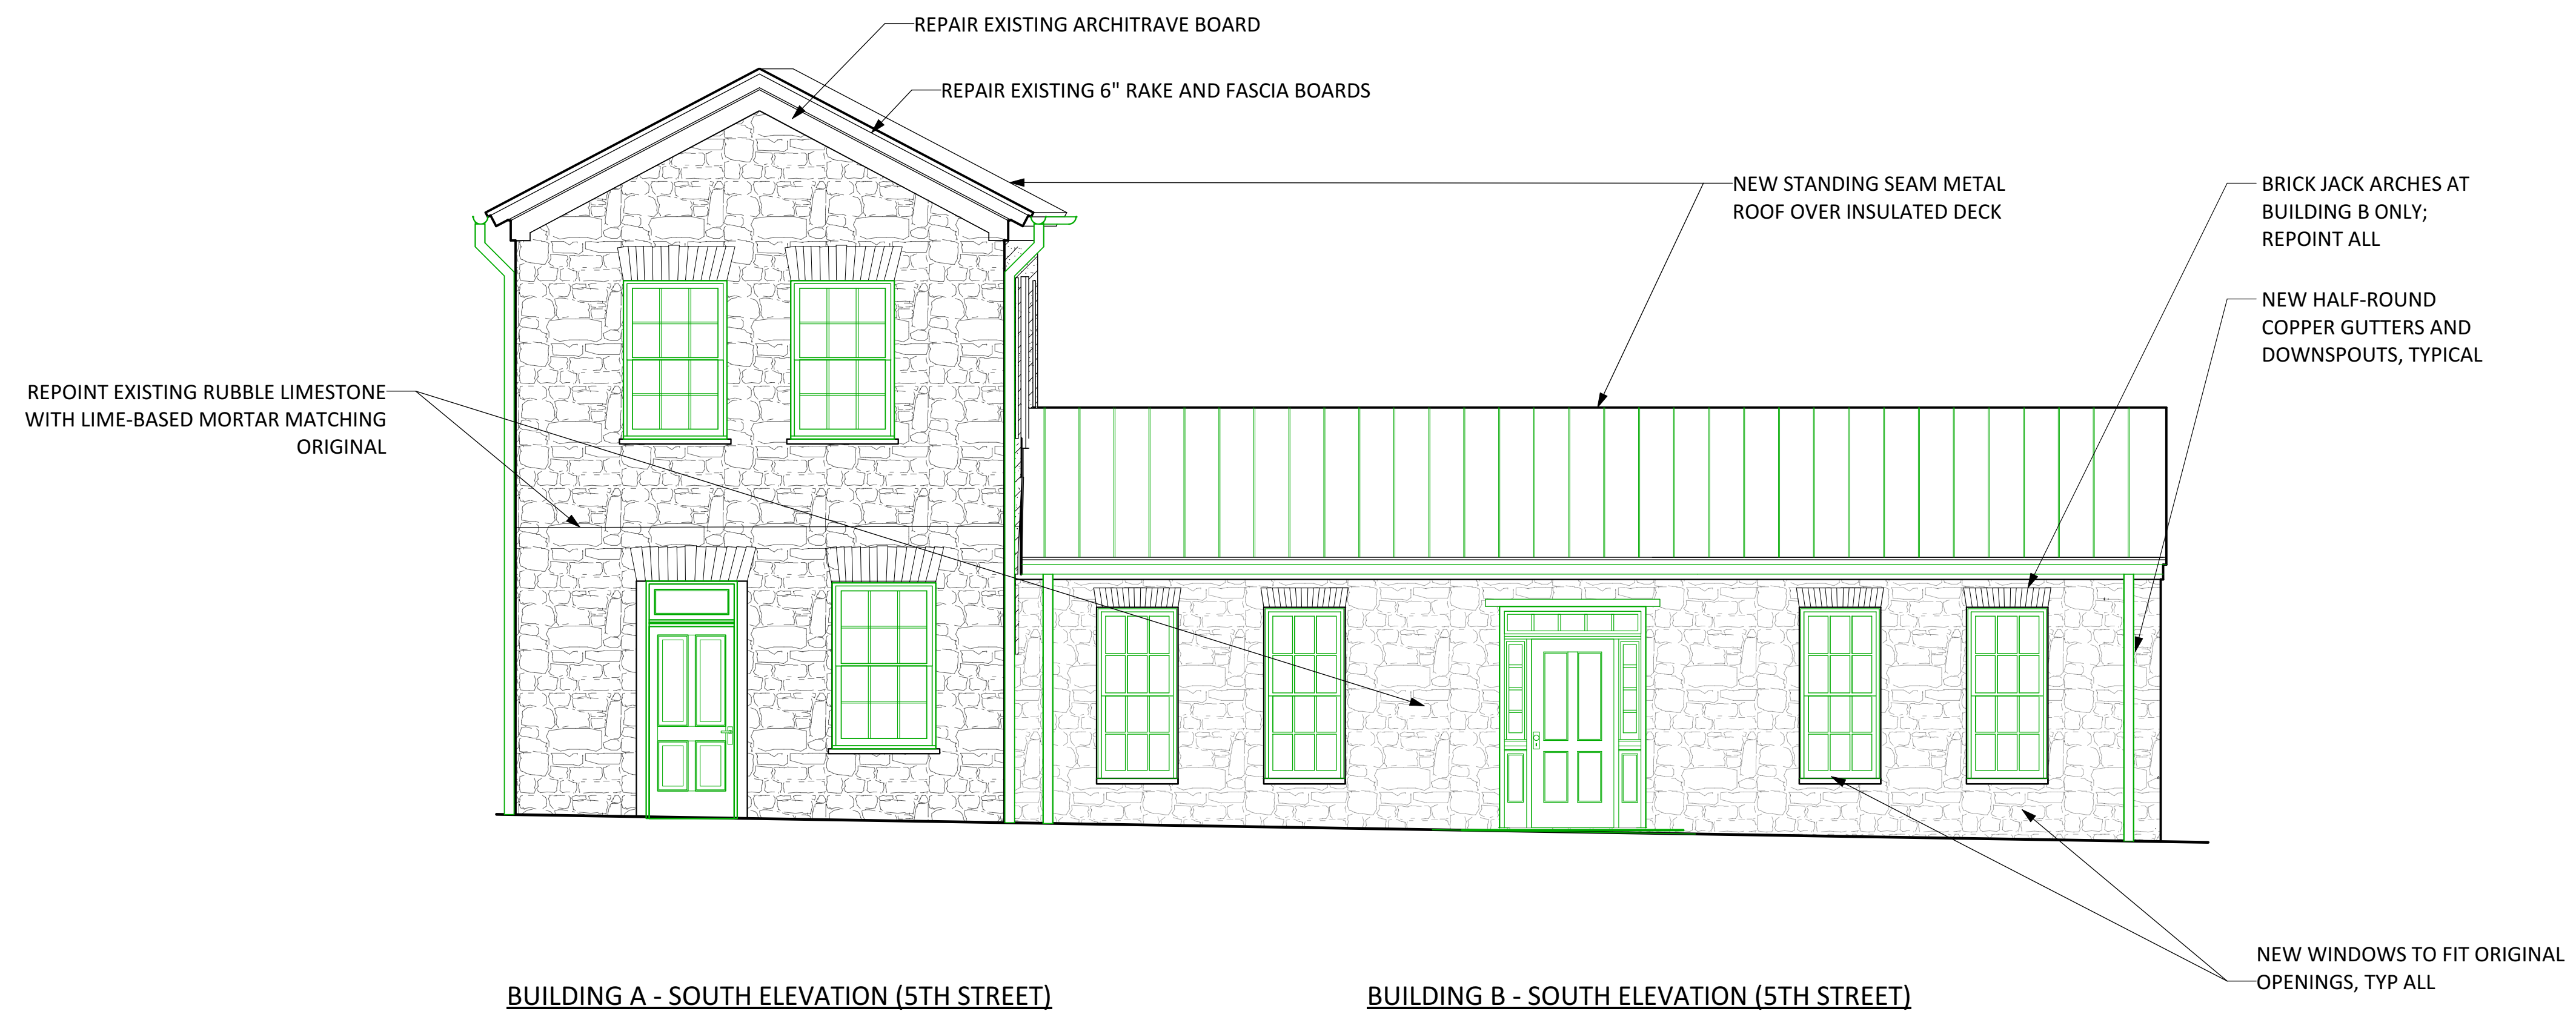 REPAIR EXISTING ARCHITRAVE BOARD
REPAIR EXISTING 6" RAKE AND FASCIA BOARDS
NEW STANDING SEAM METAL
ROOF OVER INSULATED DECK
BRICK JACK ARCHES AT
BUILDING B ONLY;
REPOINT ALL
NEW HALF-ROUND
COPPER GUTTERS AND
DOWNSPOUTS, TYPICAL
REPOINT EXISTING RUBBLE LIMESTONE
WITH LIME-BASED MORTAR MATCHING
ORIGINAL
NEW WINDOWS TO FIT ORIGINAL
OPENINGS, TYP ALL
BUILDING A - SOUTH ELEVATION (5TH STREET)
BUILDING B - SOUTH ELEVATION (5TH STREET)